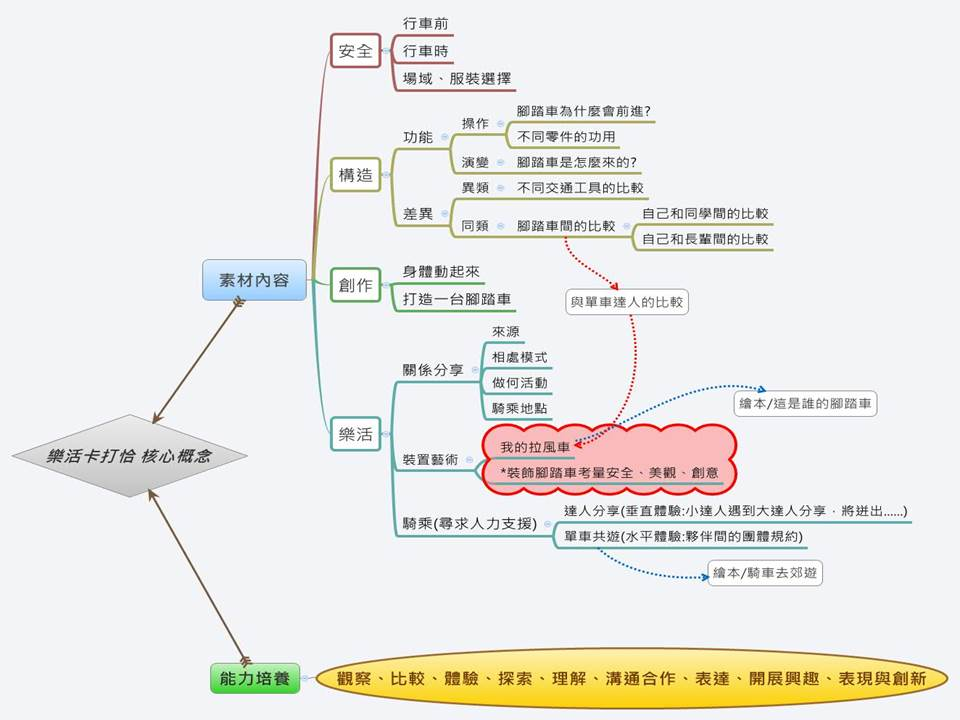 樂活卡打恰 核心概念
素材內容
安全
行車前
行車時
場域、服裝選擇
構造
功能
操作
腳踏車為什麼會前進?
不同零件的功用
演變
腳踏車是怎麼來的?
差異
異類
不同交通工具的比較
同類
腳踏車間的比較
自己和同學間的比較
自己和長輩間的比較
與單車達人的比較
創作
身體動起來
打造一台腳踏車
樂活
關係分享
來源
相處模式
做何活動
騎乘地點
裝置藝術
我的拉風車
*裝飾腳踏車考量安全、美觀、創意
繪本/這是誰的腳踏車
騎乘(尋求人力支援)
達人分享(垂直體驗:小達人遇到大達人分享，將迸出......)
單車共遊(水平體驗:夥伴間的團體規約)
繪本/騎車去郊遊
能力培養
觀察、比較、體驗、探索、理解、溝通合作、表達、開展興趣、表現與創新